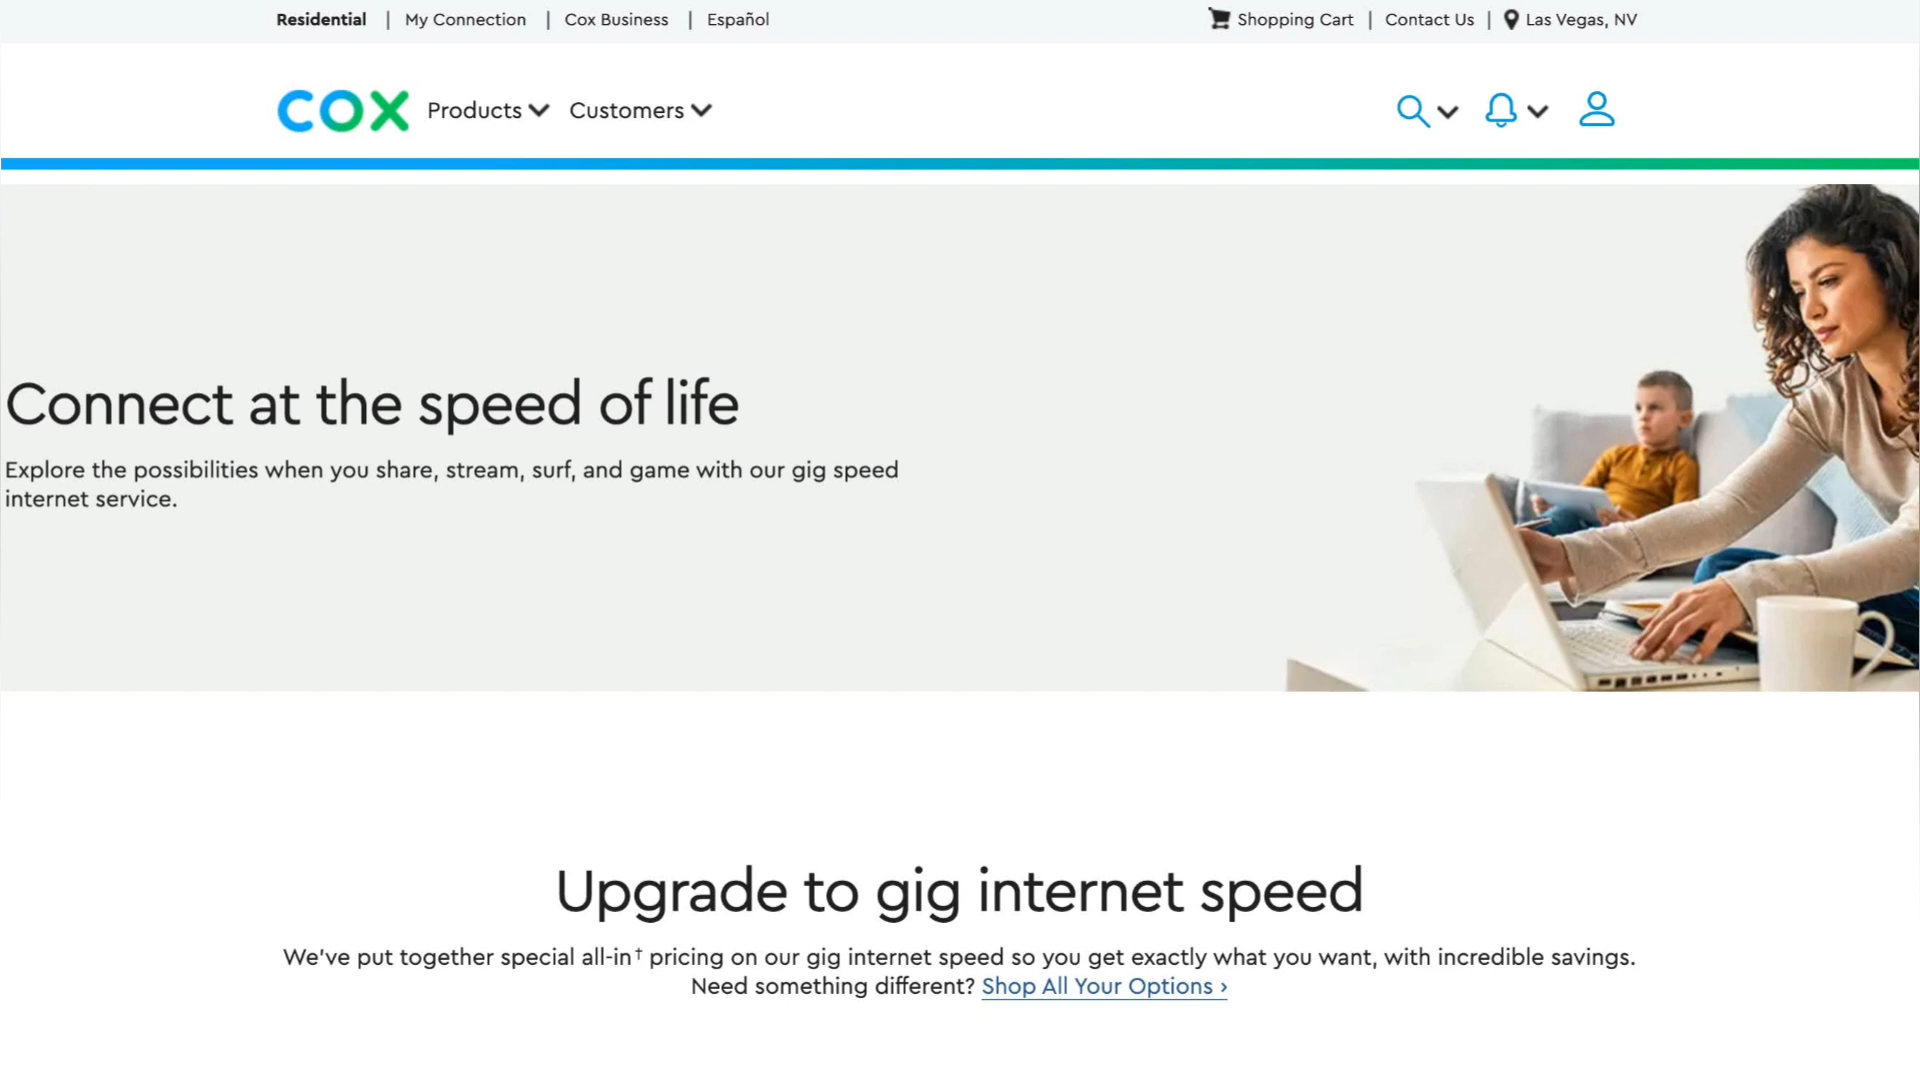 Residential | My Connection | Cox Business | Español
Shopping Cart | Contact Us | Las Vegas, NV
COX Products Customers
Connect at the speed of life
Explore the possibilities when you share, stream, surf, and game with our gig speed
internet service.
Upgrade to gig internet speed
We've put together special all-in† pricing on our gig internet speed so you get exactly what you want, with incredible savings.
Need something different? Shop All Your Options ›